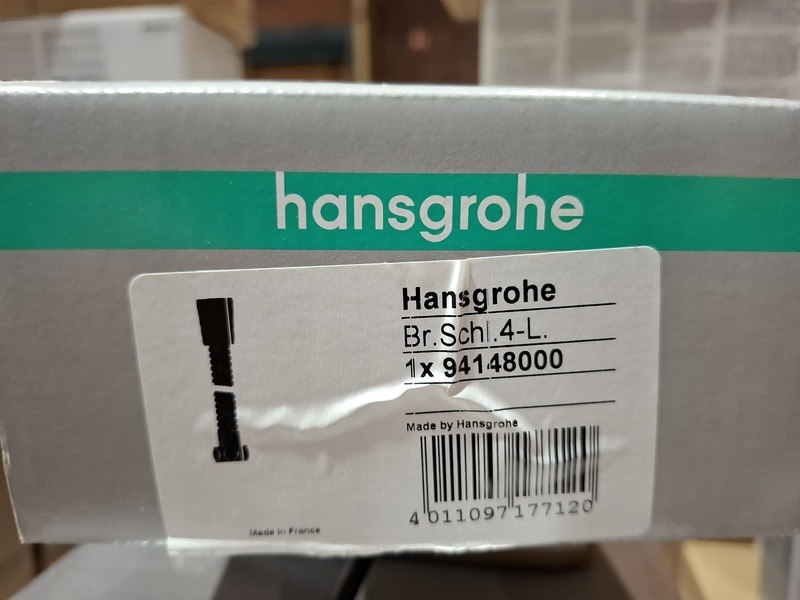 hansgrohe
Hansgrohe
Br.Schl.4-L.
1x 94148000
Made by Hansgrohe
4 011097 177120
Made in France